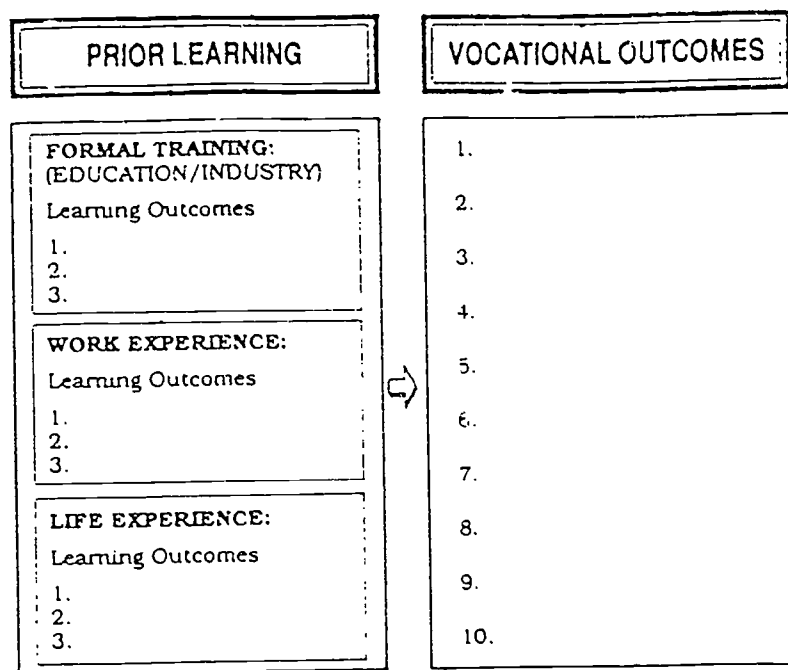 PRIOR LEARNING
VOCATIONAL OUTCOMES
FORMAL TRAINING:
(EDUCATION/INDUSTRY)
Learning Outcomes
1.
2.
3.
WORK EXPERIENCE:
Learning Outcomes
1.
2.
3.
LIFE EXPERIENCE:
Learning Outcomes
1.
2.
3.
1.
2.
3.
4.
5.
6.
7.
8.
9.
10.